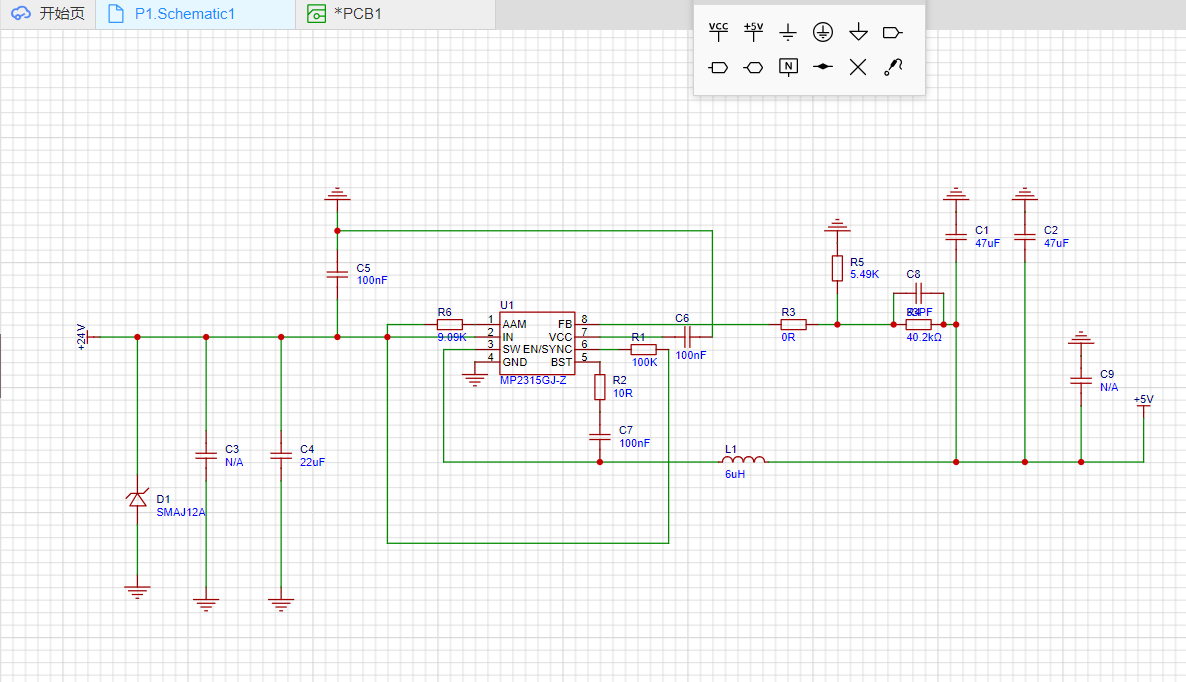 开始页
P1.Schematic1
*PCB1
VCC
+5V
N
C5
100nF
+24V
R6
9.09K
U1
1
2
3
4
AAM
IN
SW
GND
FB
VCC
EN/SYNC
BST
8
7
6
5
MP2315GJ-Z
R1
100K
C6
100nF
R2
10R
C7
100nF
R3
0R
R5
5.49K
C8
40.2kΩ
C1
47uF
C2
47uF
C9
N/A
+5V
L1
6uH
C3
N/A
C4
22uF
D1
SMAJ12A